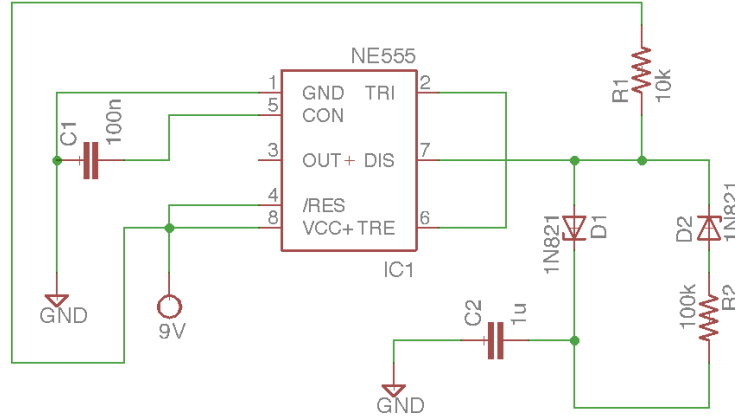 NE555
1
GND
TRI
2
5
CON
3
OUT+
DIS
7
4
/RES
8
VCC+
TRE
6
IC1
C1
100n
GND
9V
R1
10k
1N821
D1
D2
1N821
100k
R2
C2
1u
GND